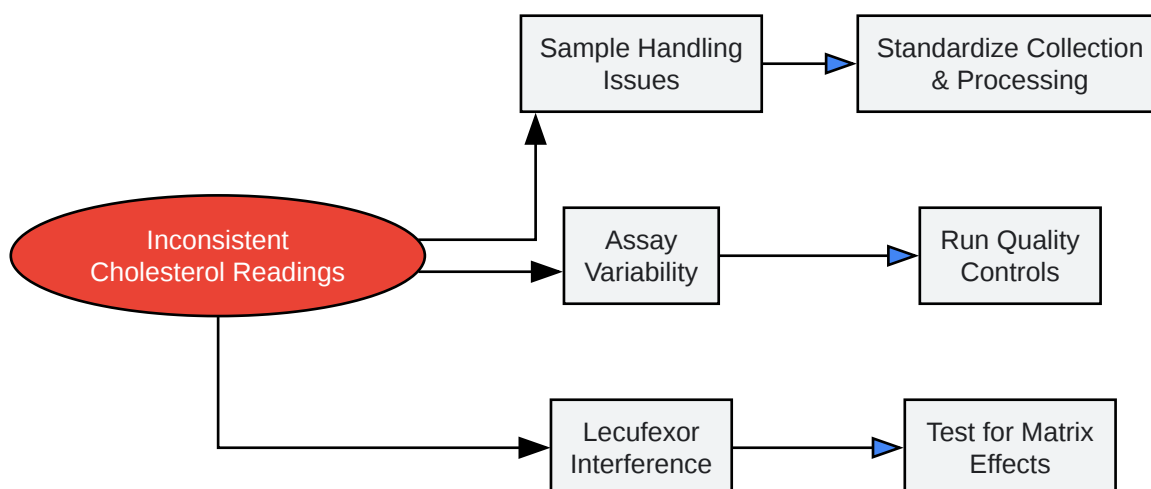 Sample Handling
Issues
Standardize Collection
& Processing
Inconsistent
Cholesterol Readings
Assay
Variability
Run Quality
Controls
Lecufexor
Interference
Test for Matrix
Effects